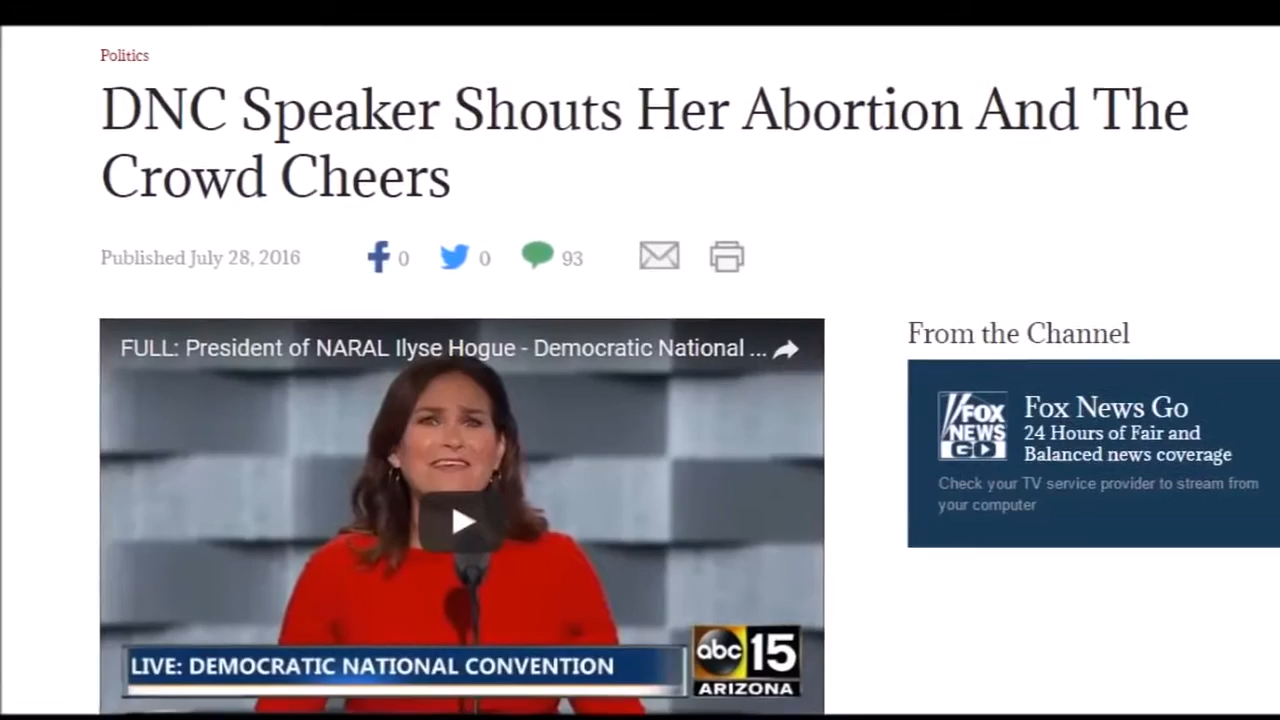 Politics
DNC Speaker Shouts Her Abortion And The
Crowd Cheers
Published July 28, 2016
0
0
93
FULL: President of NARAL Ilyse Hogue - Democratic National ...
LIVE: DEMOCRATIC NATIONAL CONVENTION
abc 15
ARIZONA
From the Channel
FOX
NEWS
GO
Fox News Go
24 Hours of Fair and
Balanced news coverage
Check your TV service provider to stream from
your computer